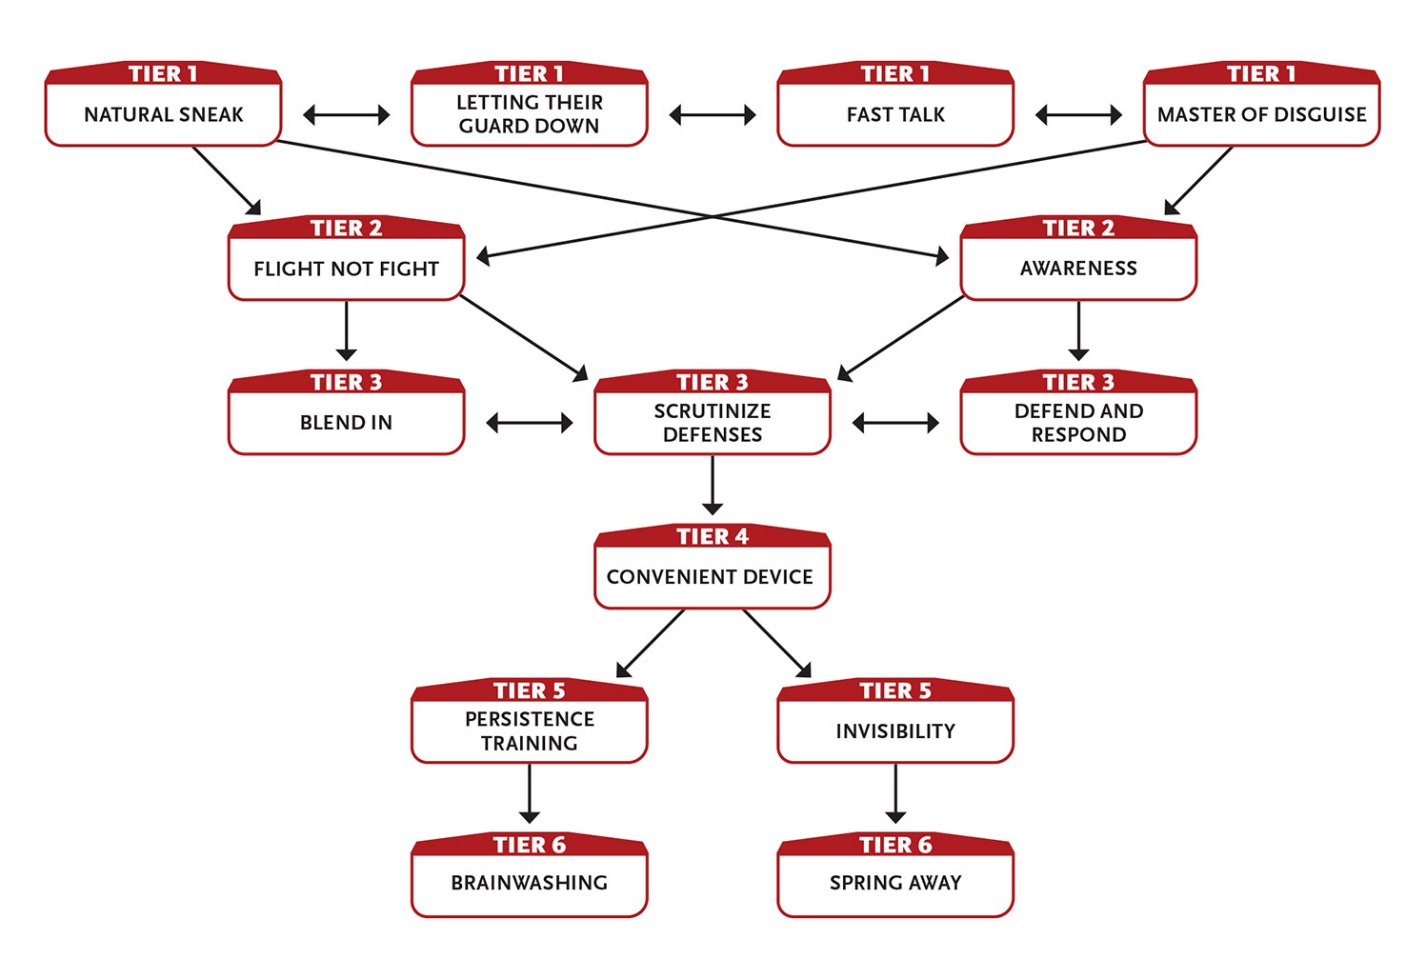 TIER 1
NATURAL SNEAK
TIER 1
LETTING THEIR
GUARD DOWN
TIER 1
FAST TALK
TIER 1
MASTER OF DISGUISE
TIER 2
FLIGHT NOT FIGHT
TIER 2
AWARENESS
TIER 3
BLEND IN
TIER 3
SCRUTINIZE
DEFENSES
TIER 3
DEFEND AND
RESPOND
TIER 4
CONVENIENT DEVICE
TIER 5
PERSISTENCE
TRAINING
TIER 5
INVISIBILITY
TIER 6
BRAINWASHING
TIER 6
SPRING AWAY